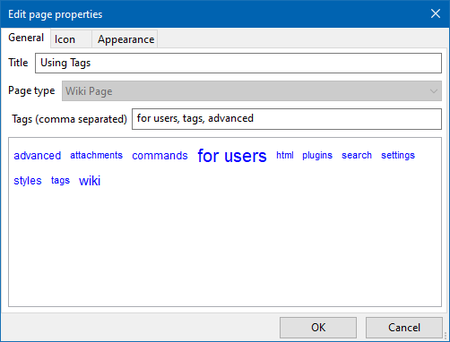 Edit page properties
General Icon Appearance
Title Using Tags
Page type Wiki Page
Tags (comma separated) for users, tags, advanced
advanced attachments commands for users html plugins search settings
styles tags wiki
OK Cancel